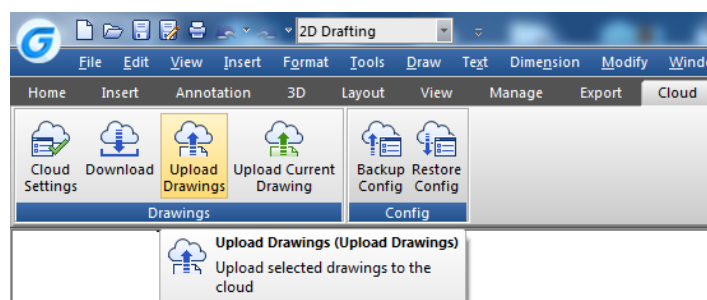 2D Drafting
File Edit View Insert Format Tools Draw Text Dimension Modify Windo
Home Insert Annotation 3D Layout View Manage Export Cloud
Cloud Settings Download Upload Drawings Upload Current Drawing Backup Config Restore Config
Drawings Config
Upload Drawings (Upload Drawings)
Upload selected drawings to the
cloud